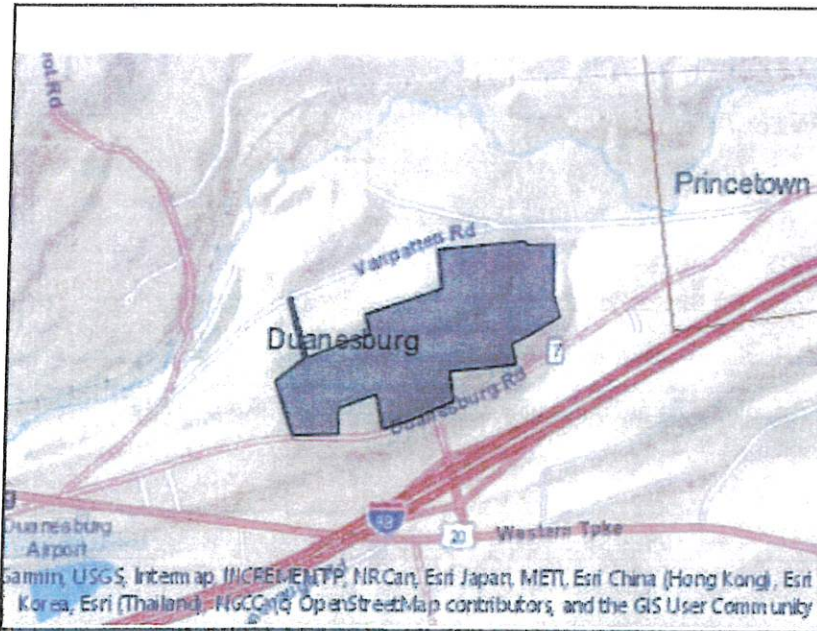 Princetown
Vanpatten Rd
Duanesburg
7
Duanesburg Rd
88
20
Western Tpke
Duanesburg
Airport
Garmin, USGS, Intermap, INCREMENT P, NRCan, Esri Japan, METI, Esri China (Hong Kong), Esri
Korea, Esri (Thailand), NGCC, (c) OpenStreetMap contributors, and the GIS User Community